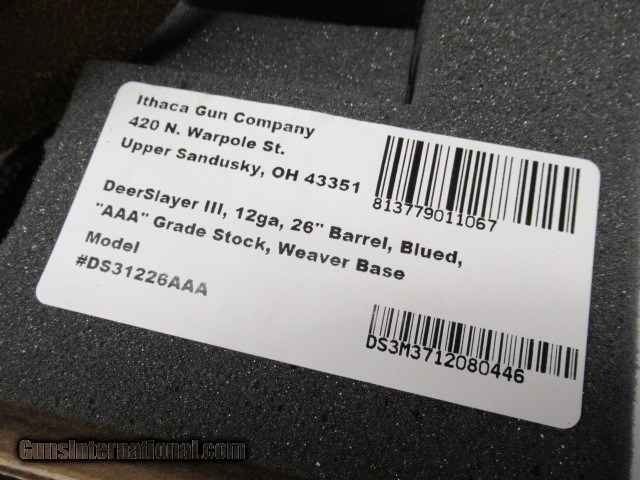 Ithaca Gun Company
420 N. Warpole St.
Upper Sandusky, OH 43351
813779011067
DeerSlayer III, 12ga, 26" Barrel, Blued,
"AAA" Grade Stock, Weaver Base
Model
#DS31226AAA
DS3M3712080446
GunsInternational.com